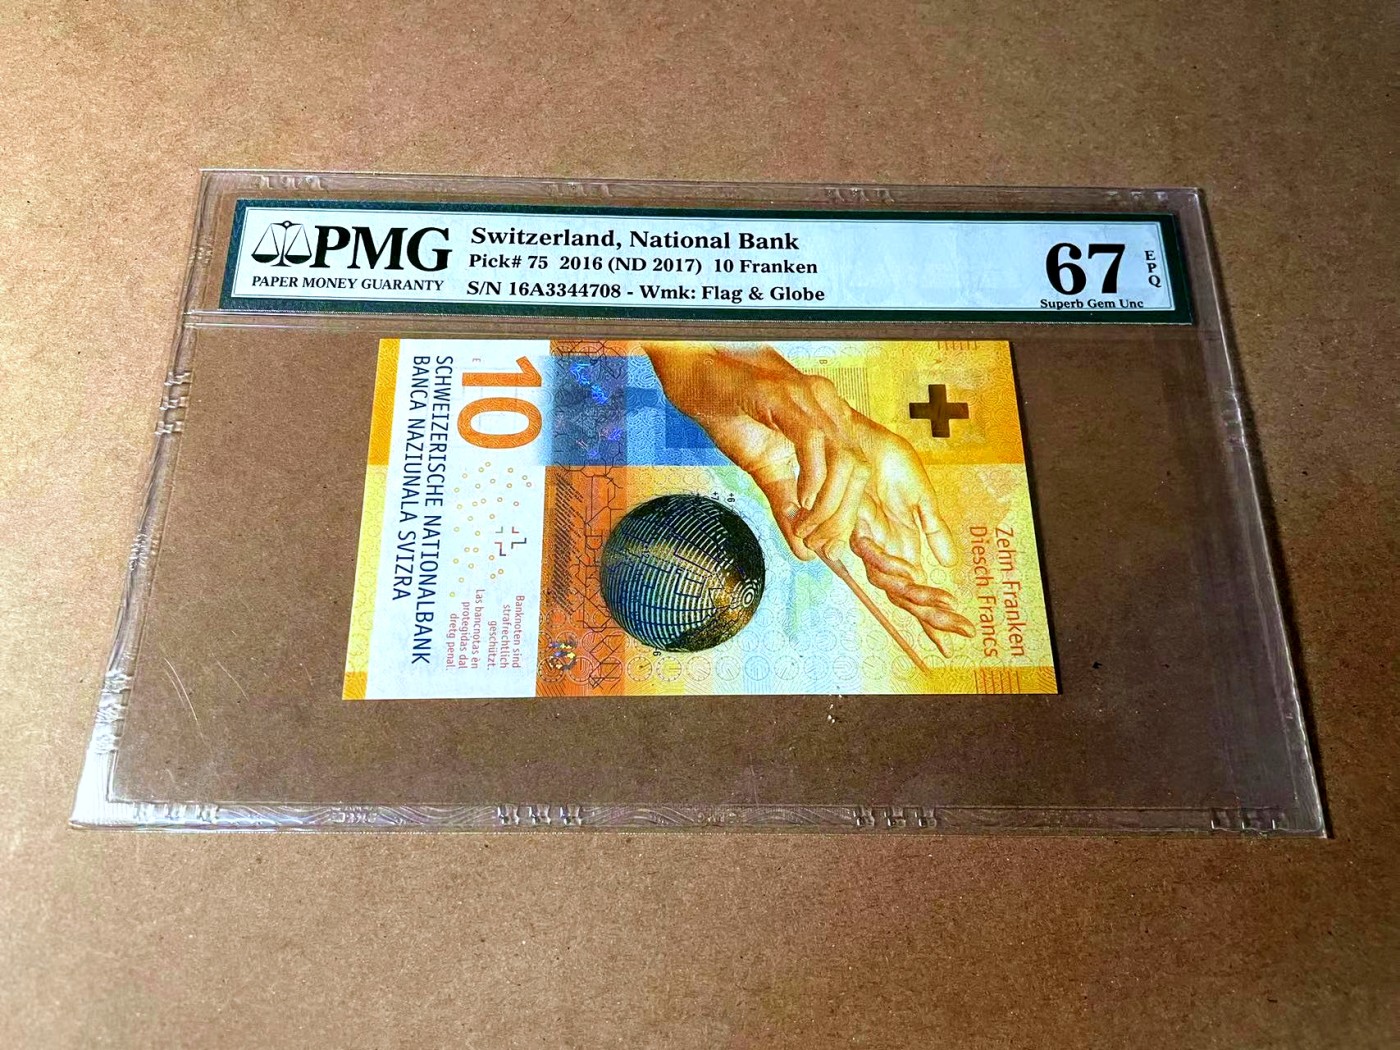 PMG
PAPER MONEY GUARANTY
Switzerland, National Bank
Pick# 75 2016 (ND 2017) 10 Franken
S/N 16A3344708 - Wmk: Flag & Globe
67
EPQ
Superb Gem Unc
10
SCHWEIZERISCHE NATIONALBANK
BANCA NAZIUNALA SVIZRA
Banknoten sind
strafrechtlich
geschützt.
Las bancnotas èn
protegidas dal
dretg penal.
Zehn Franken
Diesch Francs